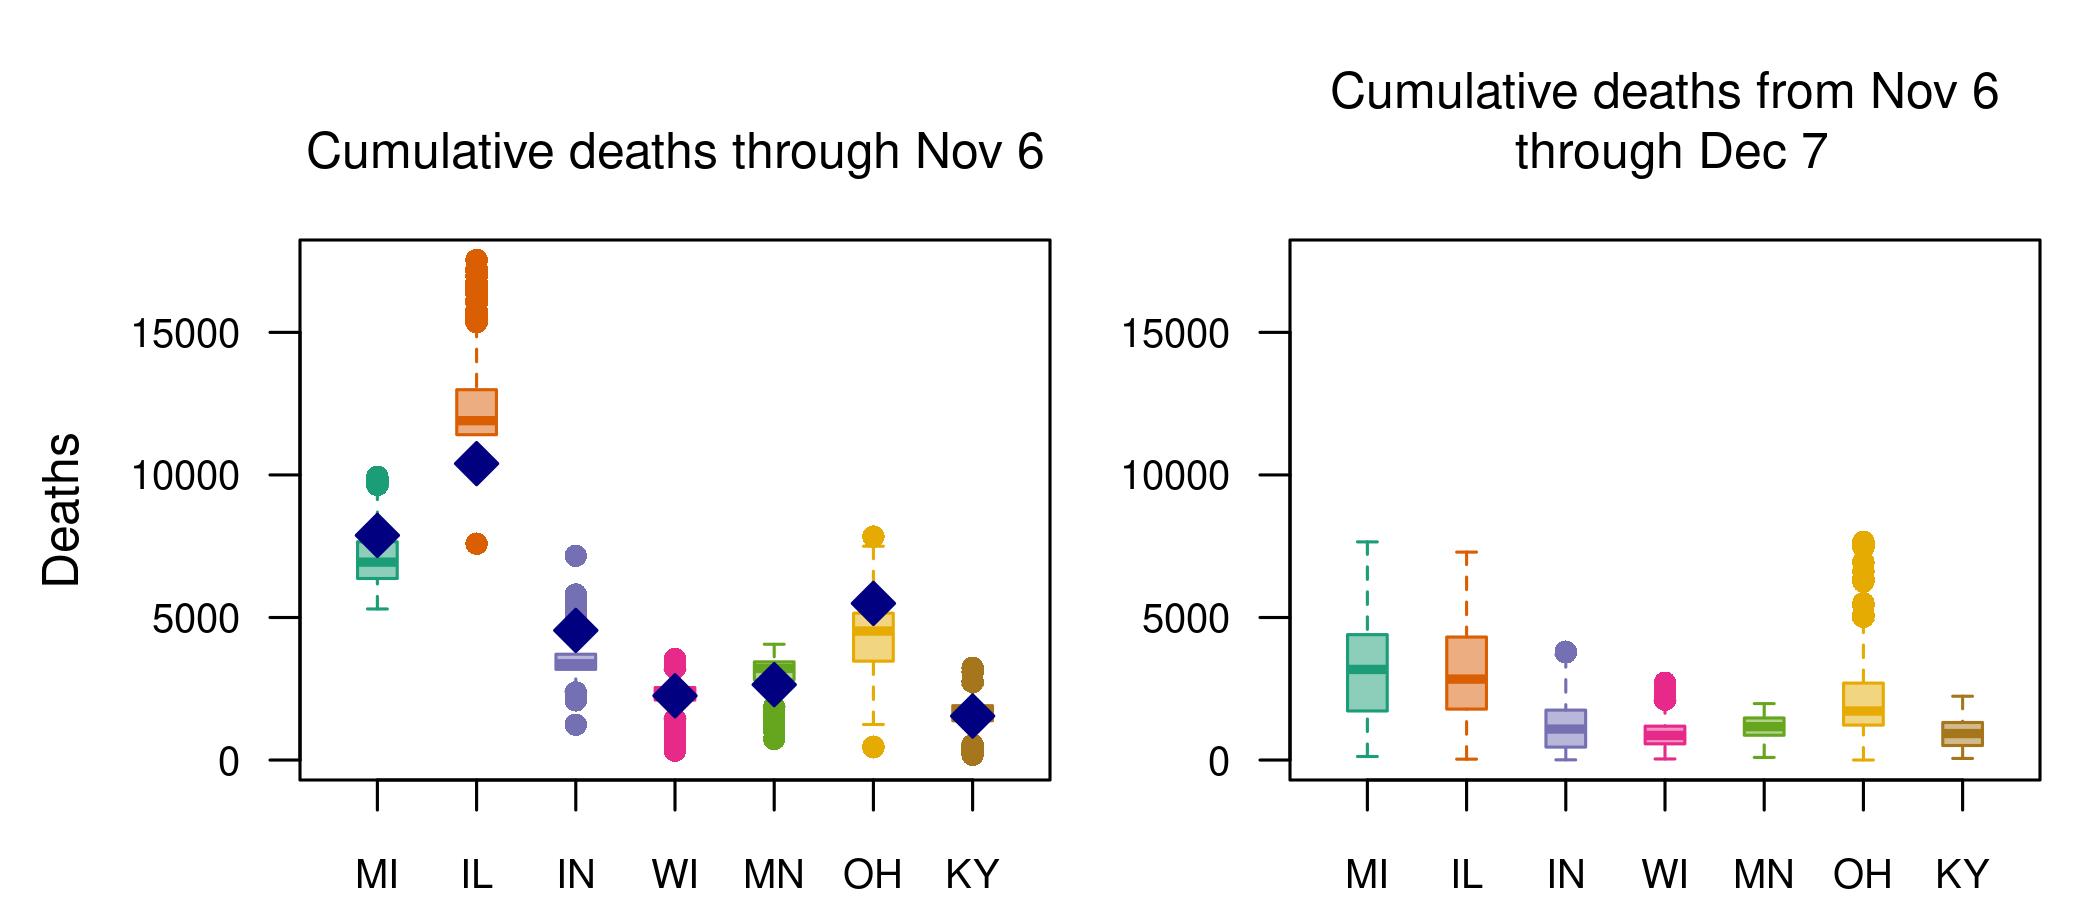 Cumulative deaths through Nov 6
Deaths
15000
10000
5000
0
MI IL IN WI MN OH KY
Cumulative deaths from Nov 6
through Dec 7
15000
10000
5000
0
MI IL IN WI MN OH KY